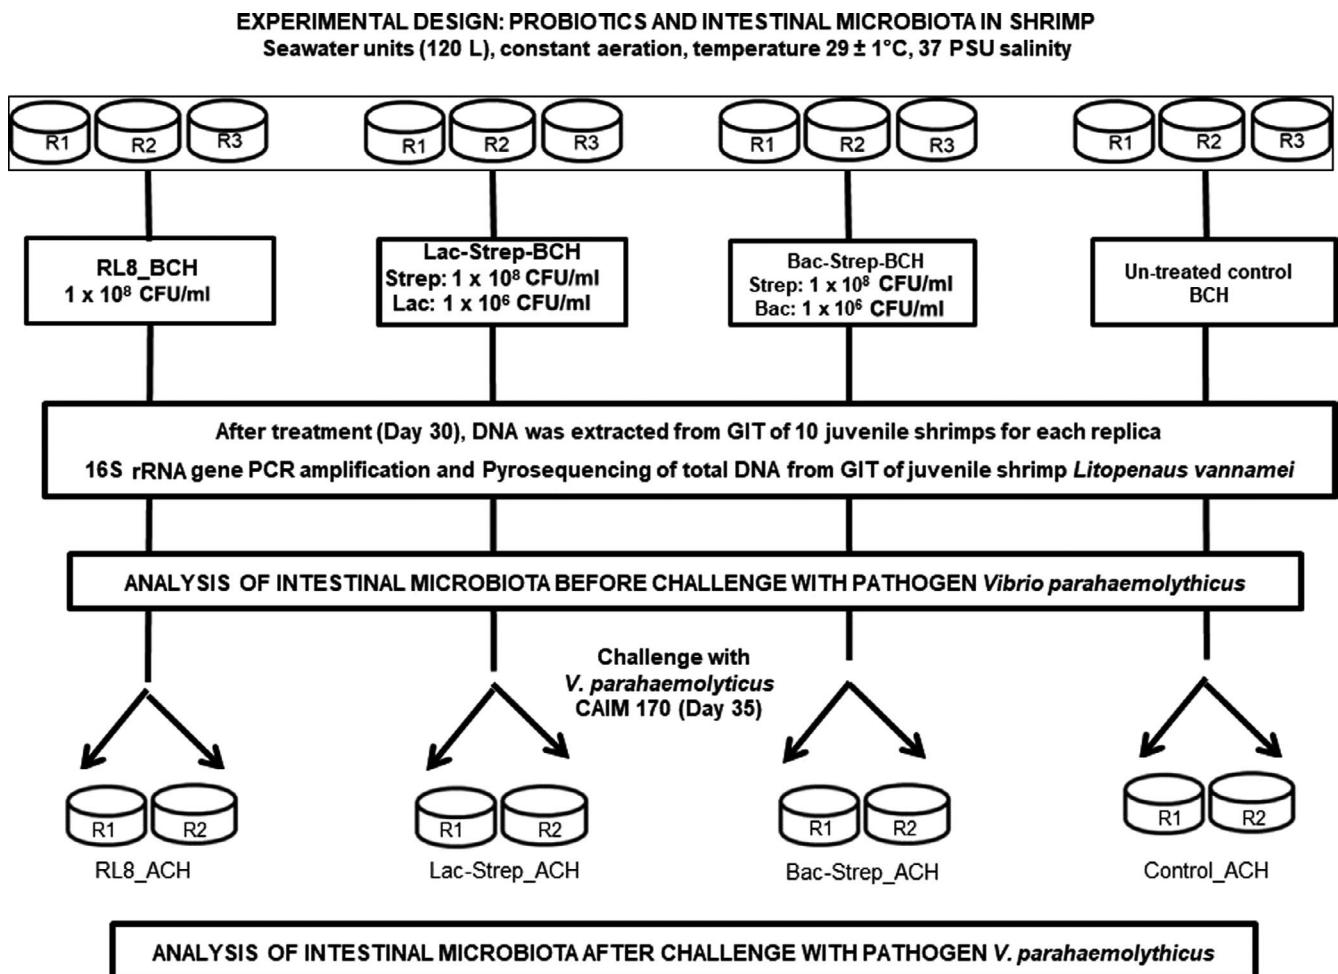 EXPERIMENTAL DESIGN: PROBIOTICS AND INTESTINAL MICROBIOTA IN SHRIMP
Seawater units (120 L), constant aeration, temperature 29 ± 1°C, 37 PSU salinity
R1 R2 R3 R1 R2 R3 R1 R2 R3 R1 R2 R3
RL8_BCH
1 x 10⁸ CFU/ml
Lac-Strep-BCH
Strep: 1 x 10⁸ CFU/ml
Lac: 1 x 10⁶ CFU/ml
Bac-Strep-BCH
Strep: 1 x 10⁸ CFU/ml
Bac: 1 x 10⁶ CFU/ml
Un-treated control
BCH
After treatment (Day 30), DNA was extracted from GIT of 10 juvenile shrimps for each replica
16S rRNA gene PCR amplification and Pyrosequencing of total DNA from GIT of juvenile shrimp Litopenaus vannamei
ANALYSIS OF INTESTINAL MICROBIOTA BEFORE CHALLENGE WITH PATHOGEN Vibrio parahaemolythicus
Challenge with
V. parahaemolyticus
CAIM 170 (Day 35)
R1 R2 R1 R2 R1 R2 R1 R2
RL8_ACH Lac-Strep_ACH Bac-Strep_ACH Control_ACH
ANALYSIS OF INTESTINAL MICROBIOTA AFTER CHALLENGE WITH PATHOGEN V. parahaemolythicus